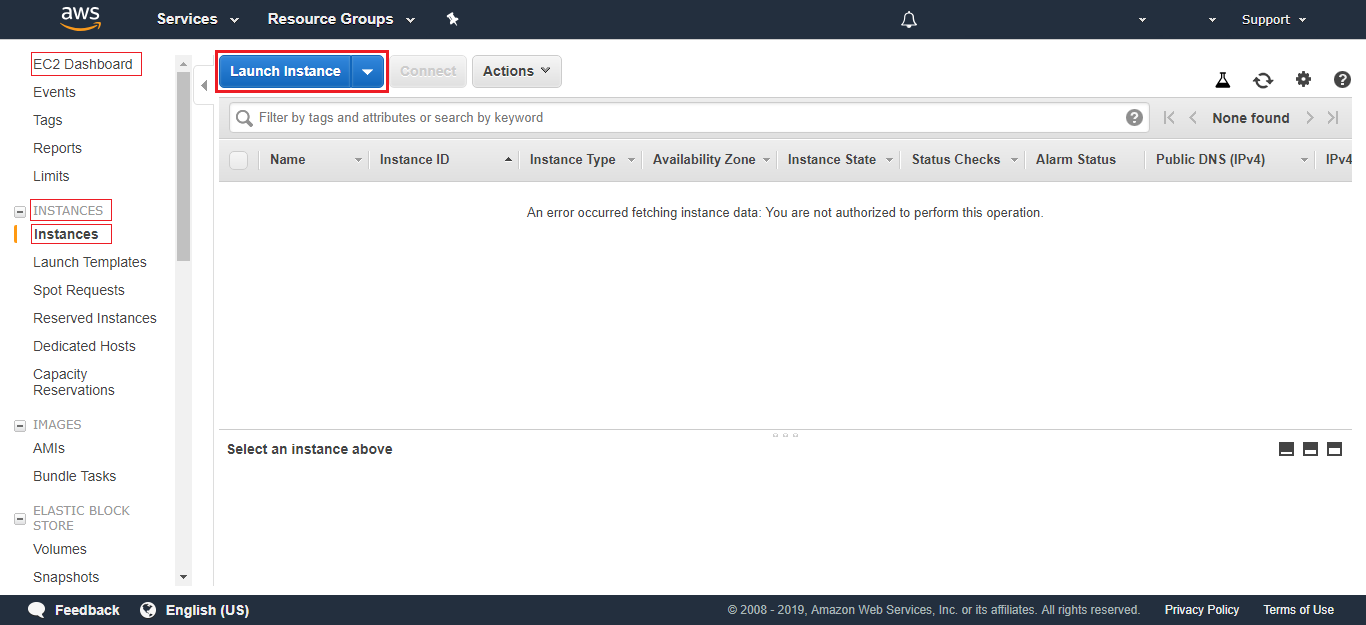 aws
Services
Resource Groups
Support
EC2 Dashboard
Events
Tags
Reports
Limits
INSTANCES
Instances
Launch Templates
Spot Requests
Reserved Instances
Dedicated Hosts
Capacity
Reservations
IMAGES
AMIs
Bundle Tasks
ELASTIC BLOCK
STORE
Volumes
Snapshots
Launch Instance
Connect
Actions
?
Filter by tags and attributes or search by keyword
?
None found
Name
Instance ID
Instance Type
Availability Zone
Instance State
Status Checks
Alarm Status
Public DNS (IPv4)
IPv4
An error occurred fetching instance data: You are not authorized to perform this operation.
Select an instance above
Feedback
English (US)
© 2008 - 2019, Amazon Web Services, Inc. or its affiliates. All rights reserved.
Privacy Policy
Terms of Use